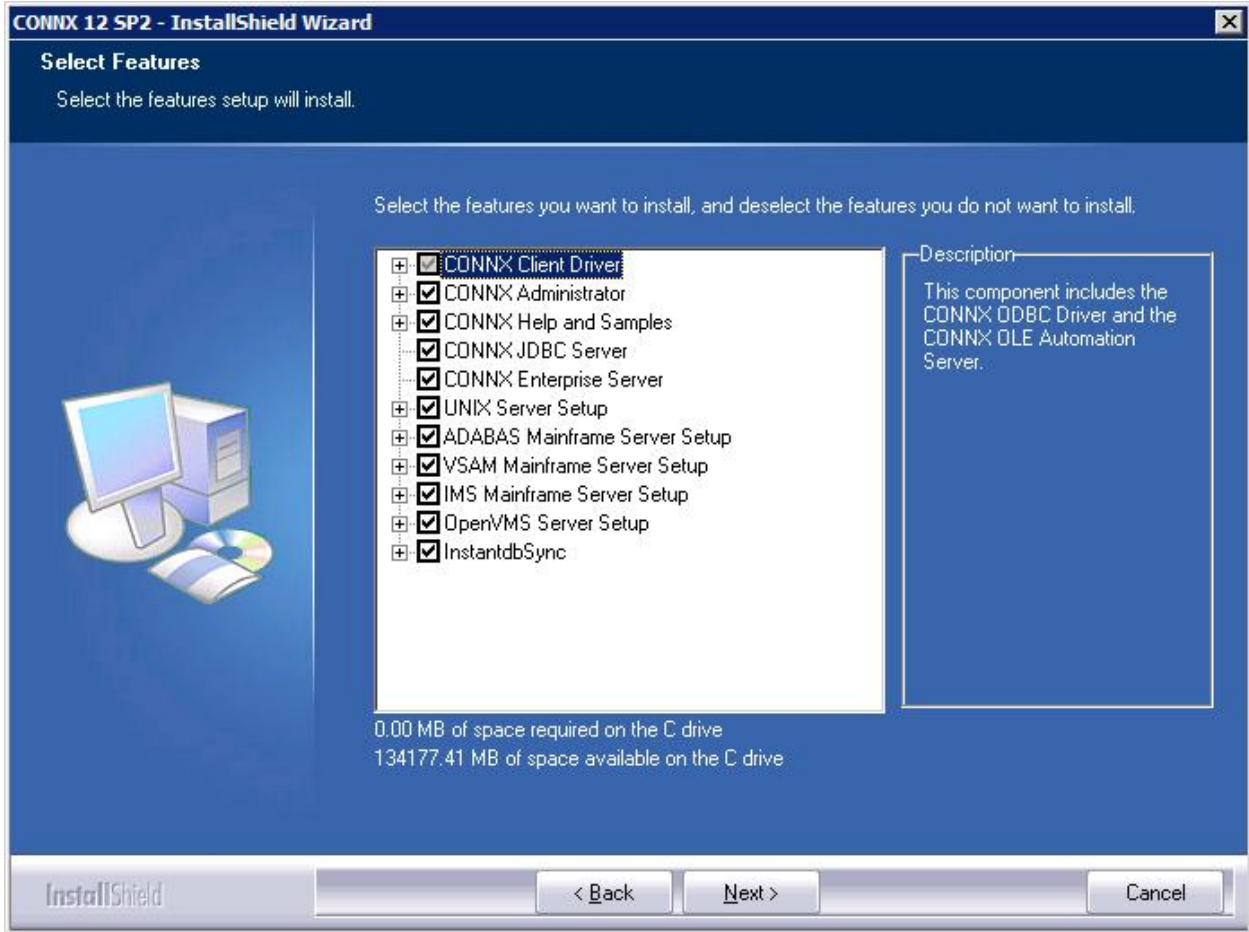 CONNX 12 SP2 - InstallShield Wizard
Select Features
Select the features setup will install.
Select the features you want to install, and deselect the features you do not want to install.
CONNX Client Driver
CONNX Administrator
CONNX Help and Samples
CONNX JDBC Server
CONNX Enterprise Server
UNIX Server Setup
ADABAS Mainframe Server Setup
VSAM Mainframe Server Setup
IMS Mainframe Server Setup
OpenVMS Server Setup
InstantdbSync
Description
This component includes the
CONNX ODBC Driver and the
CONNX OLE Automation
Server.
0.00 MB of space required on the C drive
134177.41 MB of space available on the C drive
InstallShield
< Back
Next >
Cancel